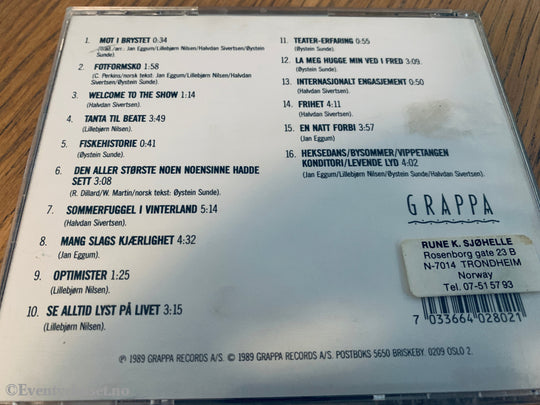 1. MOT I BRYSTET 0:34
arr.: Jan Eggum/Lillebjørn Nilsen/Halvdan Sivertsen/Øystein
Sunde).
2. FOTFORMSKO 1:58
(C. Perkins/norsk tekst: Jan Eggum/Lillebjørn Nilsen/Halvdan
Sivertsen/Øystein Sunde).
3. WELCOME TO THE SHOW 1:14
(Halvdan Sivertsen).
4. TANTA TIL BEATE 3:49
(Lillebjørn Nilsen).
5. FISKEHISTORIE 0:41
(Øystein Sunde).
6. DEN ALLER STØRSTE NOEN NOENSINNE HADDE
SETT 3:08
(R. Dillard/W. Martin/norsk tekst: Øystein Sunde).
7. SOMMERFUGGEL I VINTERLAND 5:14
(Halvdan Sivertsen).
8. MANG SLAGS KJÆRLIGHET 4:32
(Jan Eggum).
9. OPTIMISTER 1:25
(Lillebjørn Nilsen).
10. SE ALLTID LYST PÅ LIVET 3:15
(Lillebjørn Nilsen).
11. TEATER-ERFARING 0:55
(Øystein Sunde).
12. LA MEG HUGGE MIN VED I FRED 3:09.
(Øystein Sunde).
13. INTERNASJONALT ENGASJEMENT 0:50
(Halvdan Sivertsen).
14. FRIHET 4:11
(Halvdan Sivertsen).
15. EN NATT FORBI 3:57
(Jan Eggum).
16. HEKSEDANS/BYSOMMER/VIPPETANGEN
KONDITORI/LEVENDE LYD 4:02
(Jan Eggum/Lillebjørn Nilsen/Øystein Sunde/Halvdan Sivertsen).
GRAPPA
RUNE K. SJØHELLE
Rosenborg gate 23 B
N-7014 TRONDHEIM
Norway
Tel. 07-51 57 93
7 033664 028021
℗ 1989 GRAPPA RECORDS A/S. © 1989 GRAPPA RECORDS A/S. POSTBOKS 5650 BRISKEBY. 0209 OSLO 2.